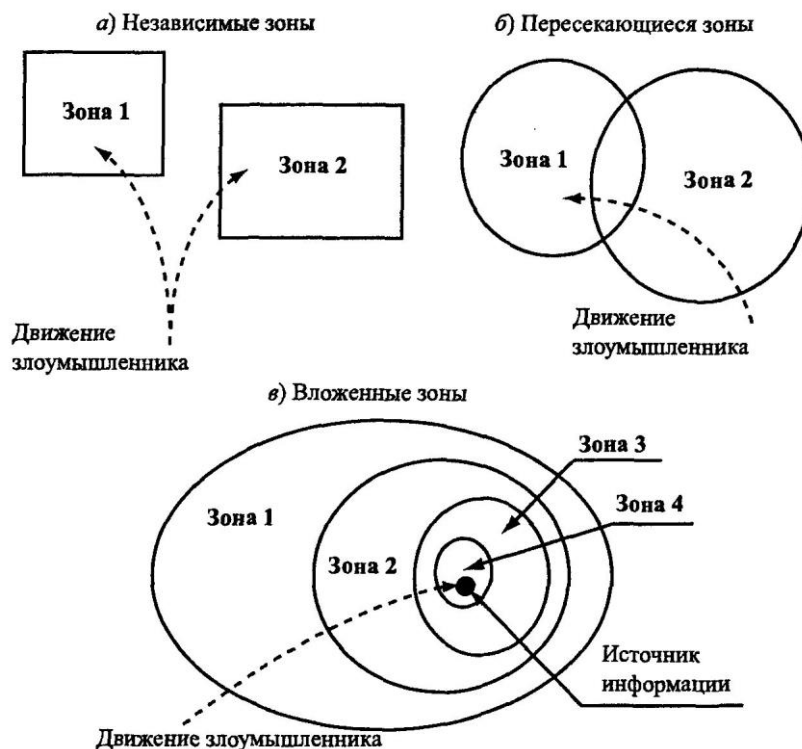 а) Независимые зоны
б) Пересекающиеся зоны
Зона 1
Зона 2
Зона 1
Зона 2
Движение
злоумышленника
Движение
злоумышленника
в) Вложенные зоны
Зона 3
Зона 4
Зона 1
Зона 2
Источник
информации
Движение злоумышленника